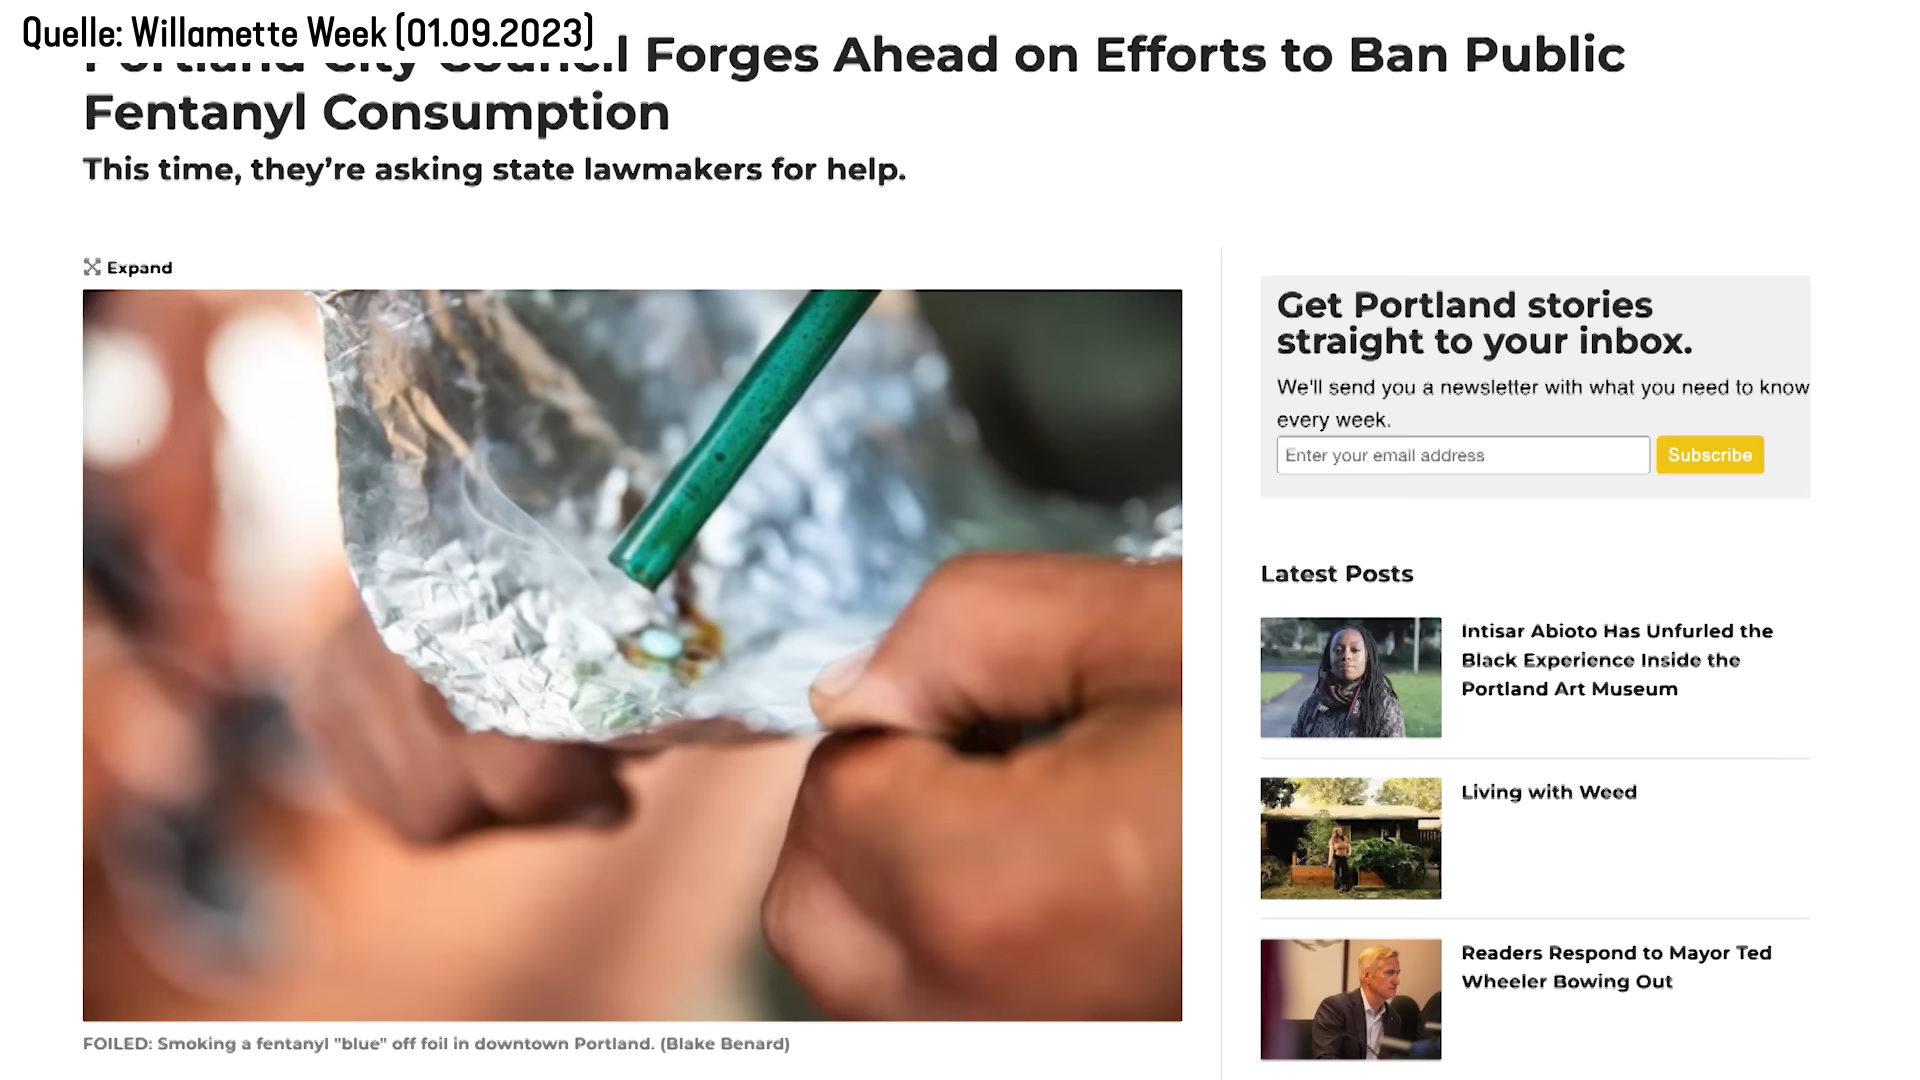 Quelle: Willamette Week (01.09.2023)
Portland City Council Forges Ahead on Efforts to Ban Public
Fentanyl Consumption
This time, they’re asking state lawmakers for help.
Expand
FOILED: Smoking a fentanyl "blue" off foil in downtown Portland. (Blake Benard)
Get Portland stories
straight to your inbox.
We'll send you a newsletter with what you need to know
every week.
Enter your email address
Subscribe
Latest Posts
Intisar Abioto Has Unfurled the
Black Experience Inside the
Portland Art Museum
Living with Weed
Readers Respond to Mayor Ted
Wheeler Bowing Out